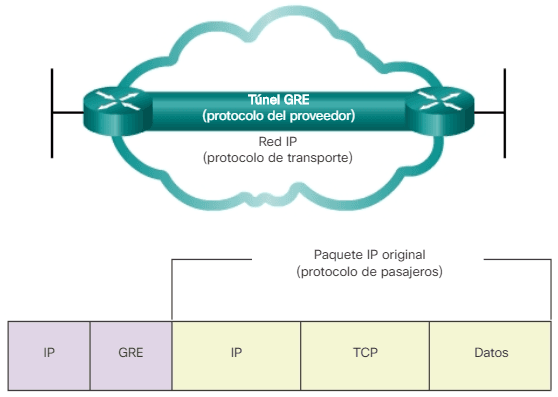 Túnel GRE
(protocolo del proveedor)
Red IP
(protocolo de transporte)
Paquete IP original
(protocolo de pasajeros)
IP
GRE
IP
TCP
Datos